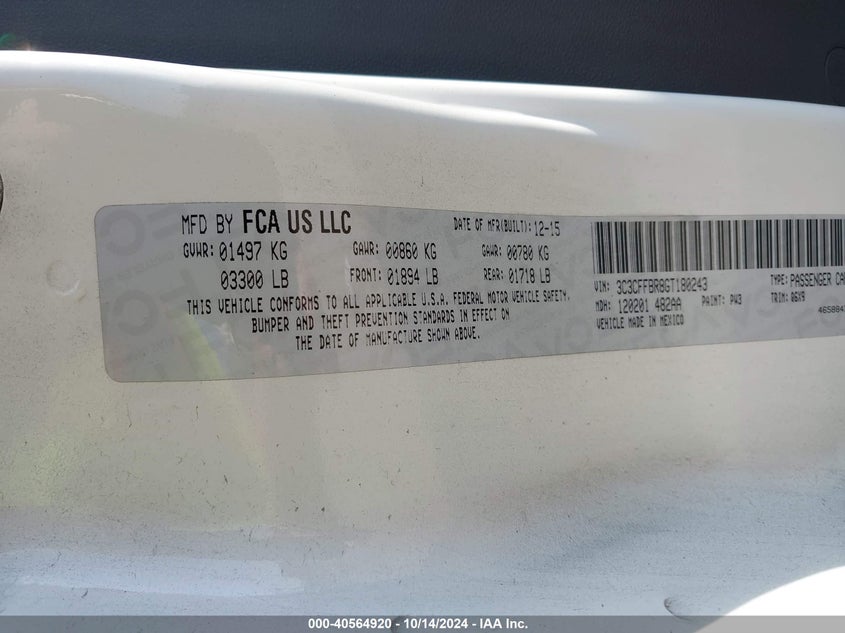 MFD BY FCA US LLC
DATE OF MFR(BUILT): 12-15
GVWR: 01497 KG GAWR: 00860 KG GAWR: 00780 KG
03300 LB FRONT: 01894 LB REAR: 01718 LB
THIS VEHICLE CONFORMS TO ALL APPLICABLE U.S.A. FEDERAL MOTOR VEHICLE SAFETY,
BUMPER AND THEFT PREVENTION STANDARDS IN EFFECT ON
THE DATE OF MANUFACTURE SHOWN ABOVE.
VIN: 3C3CFFBR8GT180243 TYPE: PASSENGER CAR
MDH: 120201 482AA PAINT: PW3 TRIM:
VEHICLE MADE IN MEXICO
000-40564920 | 10/14/2024 - IAA Inc.